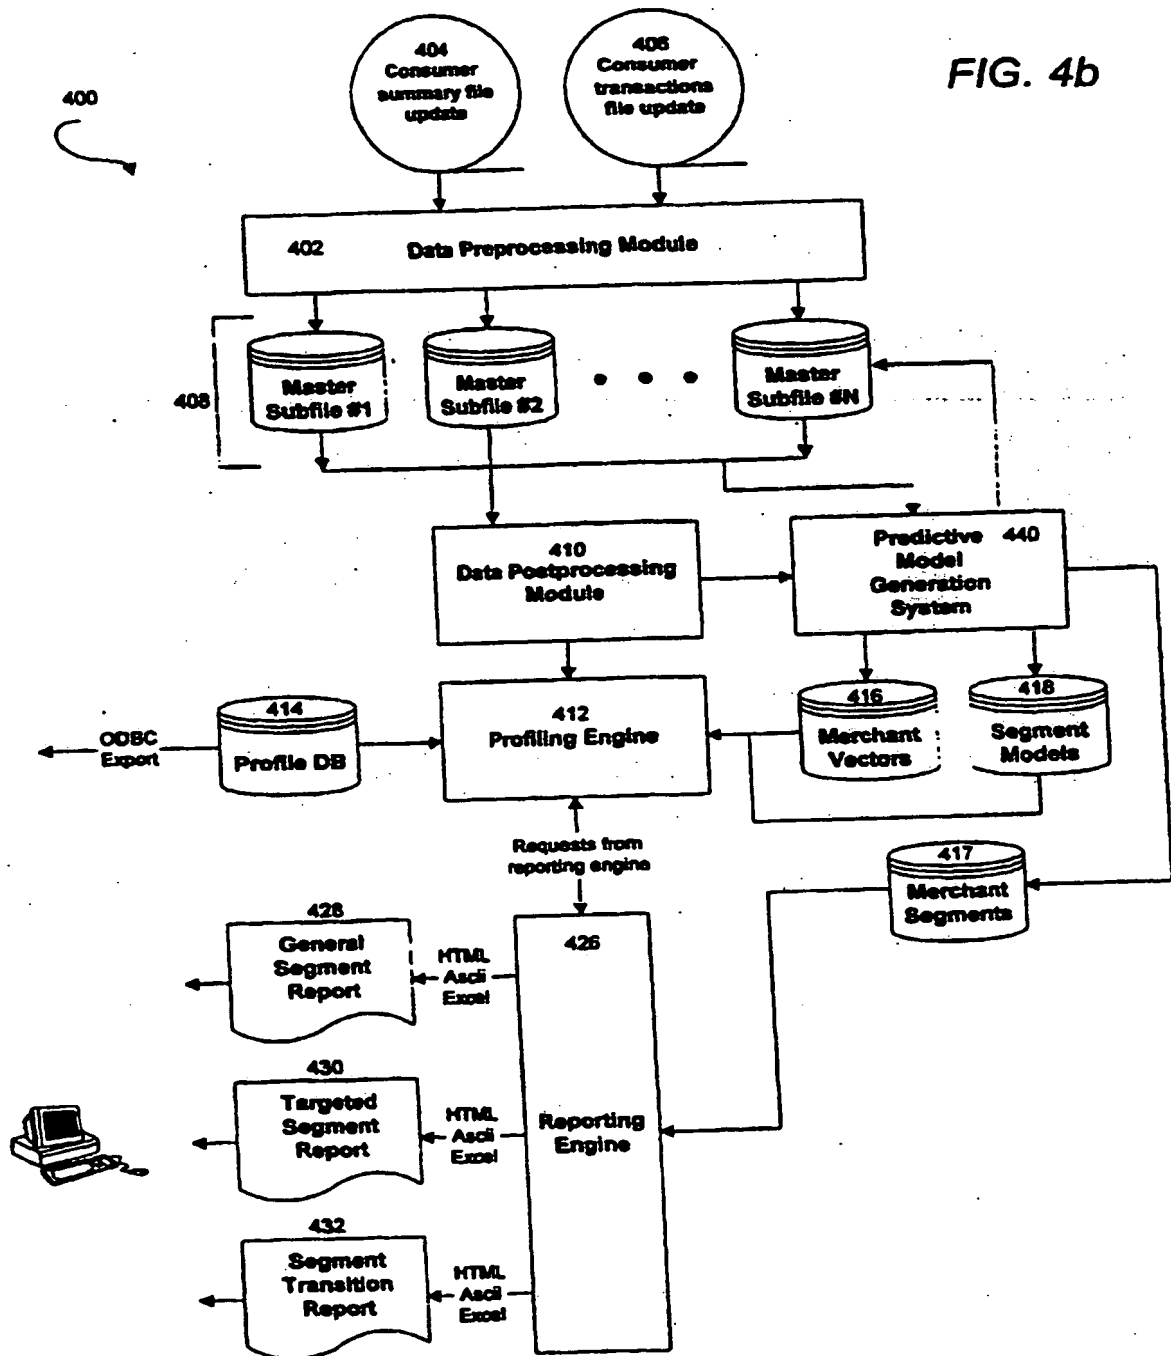 FIG. 4b
400
404
Consumer
summary file
update
406
Consumer
transactions
file update
402
Data Preprocessing Module
408
Master
Subfile #1
Master
Subfile #2
Master
Subfile #N
410
Data Postprocessing
Module
Predictive
Model
Generation
System
440
414
Profile DB
ODBC
Export
412
Profiling Engine
416
Merchant
Vectors
418
Segment
Models
Requests from
reporting engine
417
Merchant
Segments
428
General
Segment
Report
HTML
Ascii
Excel
426
Reporting
Engine
430
Targeted
Segment
Report
HTML
Ascii
Excel
432
Segment
Transition
Report
HTML
Ascii
Excel